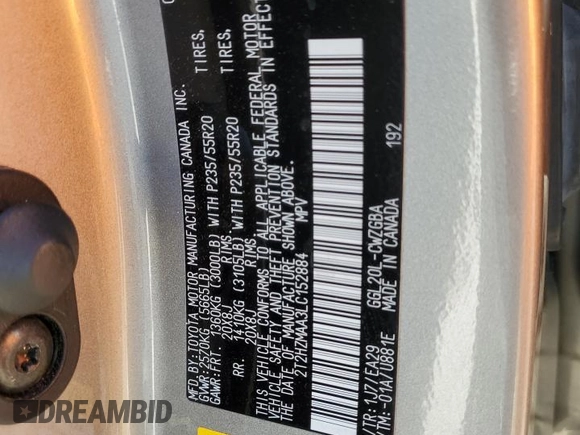 MFD.BY:TOYOTA MOTOR MANUFACTURING CANADA INC.
GVWR:2570KG (5665LB)
GAWR:FRT. 1360KG (3000LB) WITH P235/55R20 TIRES,
20X8J RIMS,
RR. 1410KG (3105LB) WITH P235/55R20 TIRES,
20X8J RIMS,
THIS VEHICLE CONFORMS TO ALL APPLICABLE FEDERAL MOTOR
VEHICLE SAFETY, AND THEFT PREVENTION STANDARDS IN EFFECT
THE DATE OF MANUFACTURE SHOWN ABOVE.
2T2HZMAA3LC152884 MPV
192
C/TR:1J7/EA29 GGL20L-CWZGBA
A/TM:-01A/U881E MADE IN CANADA
DREAMBID